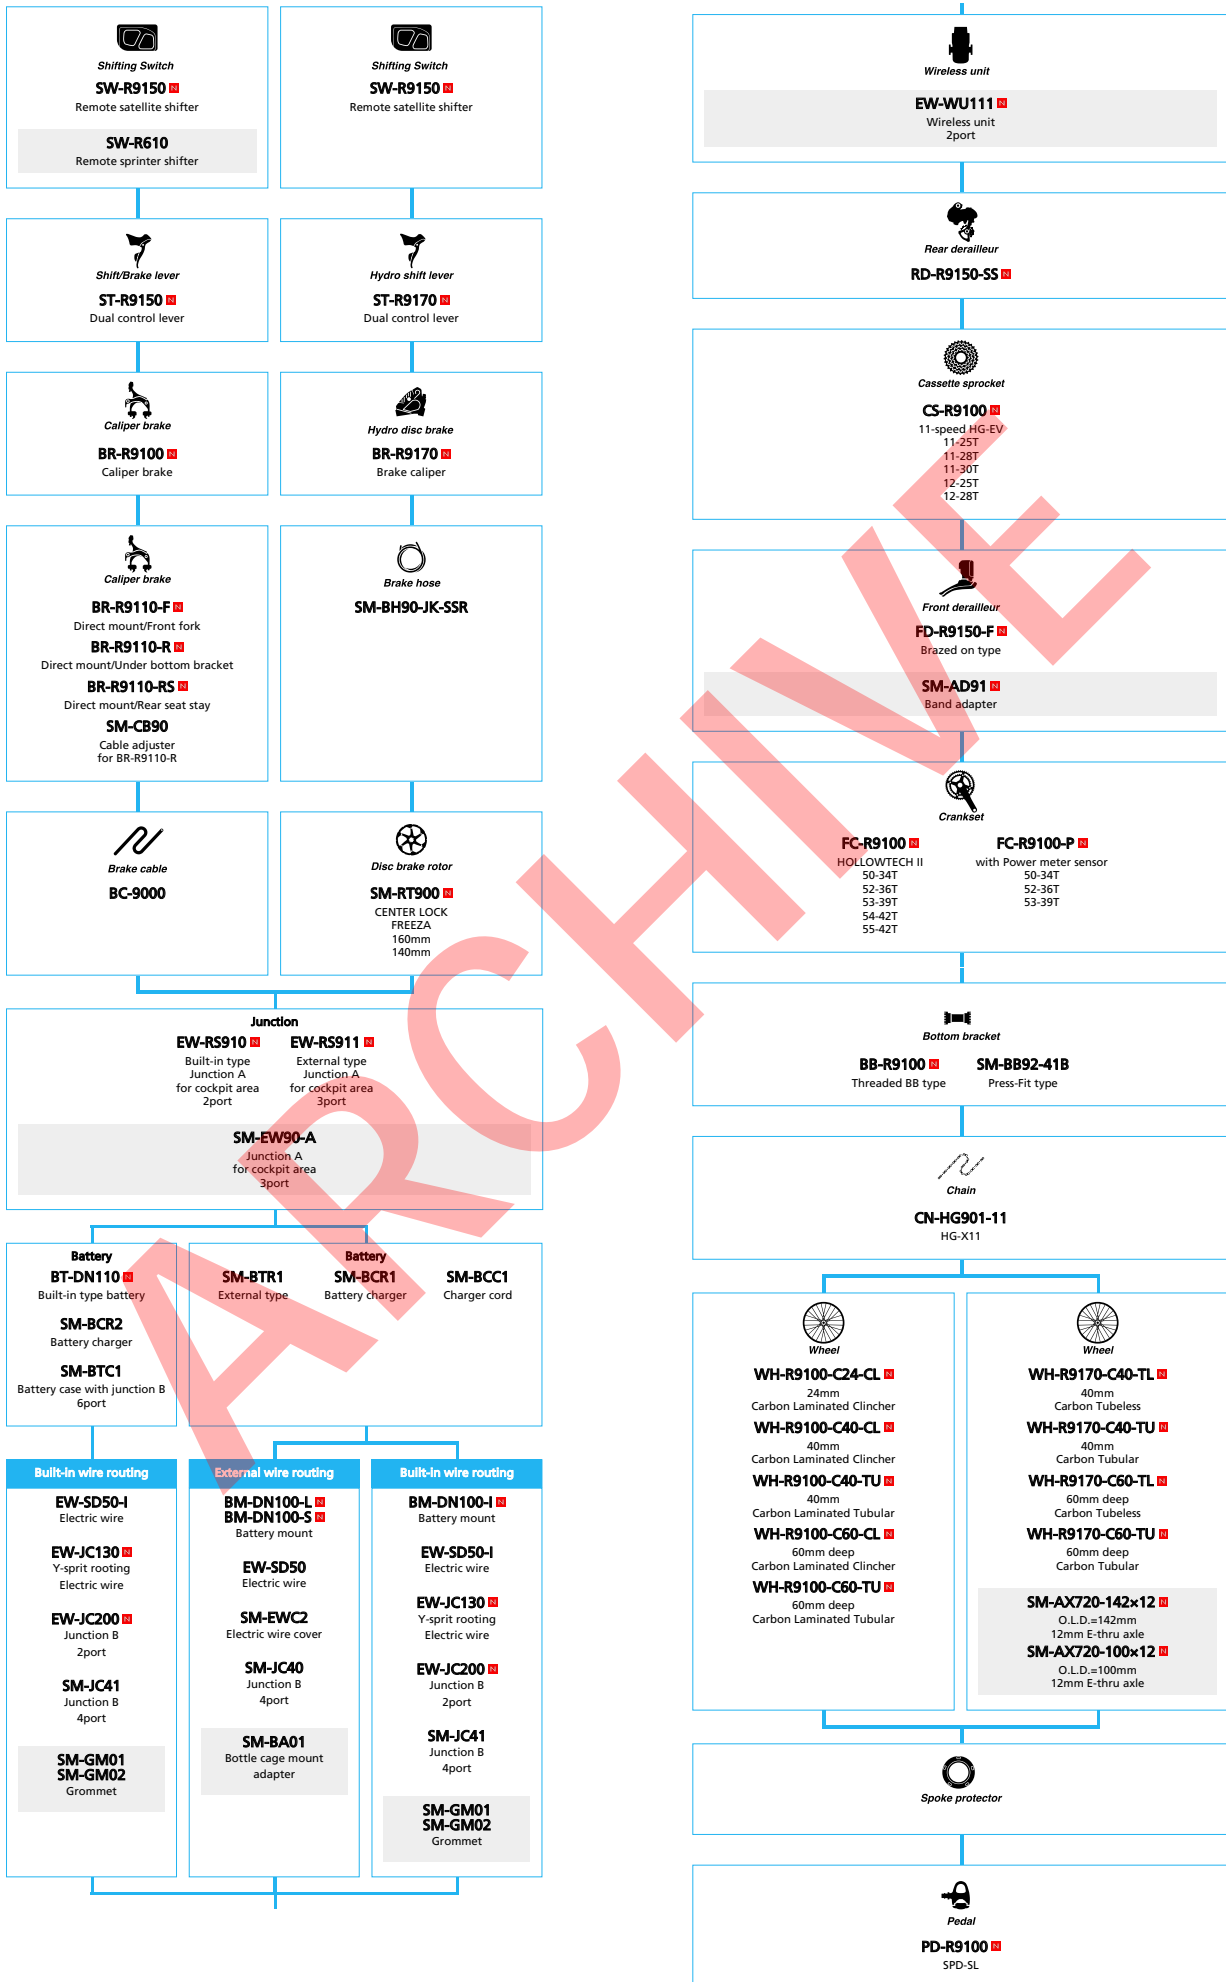 Shifting Switch
SW-R9150 N
Remote satellite shifter
SW-R610
Remote sprinter shifter
Shifting Switch
SW-R9150 N
Remote satellite shifter
Shift/Brake lever
ST-R9150 N
Dual control lever
Hydro shift lever
ST-R9170 N
Dual control lever
Caliper brake
BR-R9100 N
Caliper brake
Hydro disc brake
BR-R9170 N
Brake caliper
Caliper brake
BR-R9110-F N
Direct mount/Front fork
BR-R9110-R N
Direct mount/Under bottom bracket
BR-R9110-RS N
Direct mount/Rear seat stay
SM-CB90
Cable adjuster
for BR-R9110-R
Brake hose
SM-BH90-JK-SSR
Brake cable
BC-9000
Disc brake rotor
SM-RT900 N
CENTER LOCK
FREEZA
160mm
140mm
Junction
EW-RS910 N
Built-in type
Junction A
for cockpit area
2port
EW-RS911 N
External type
Junction A
for cockpit area
3port
SM-EW90-A
Junction A
for cockpit area
3port
Battery
BT-DN110 N
Built-in type battery
SM-BCR2
Battery charger
SM-BTC1
Battery case with junction B
6port
Battery
SM-BTR1
External type
SM-BCR1
Battery charger
SM-BCC1
Charger cord
Built-in wire routing
EW-SD50-I
Electric wire
EW-JC130 N
Y-sprit rooting
Electric wire
EW-JC200 N
Junction B
2port
SM-JC41
Junction B
4port
SM-GM01
SM-GM02
Grommet
External wire routing
BM-DN100-L N
BM-DN100-S N
Battery mount
EW-SD50
Electric wire
SM-EWC2
Electric wire cover
SM-JC40
Junction B
4port
SM-BA01
Bottle cage mount
adapter
Built-in wire routing
BM-DN100-I N
Battery mount
EW-SD50-I
Electric wire
EW-JC130 N
Y-sprit rooting
Electric wire
EW-JC200 N
Junction B
2port
SM-JC41
Junction B
4port
SM-GM01
SM-GM02
Grommet
Wireless unit
EW-WU111 N
Wireless unit
2port
Rear derailleur
RD-R9150-SS N
Cassette sprocket
CS-R9100 N
11-speed HG-EV
11-25T
11-28T
11-30T
12-25T
12-28T
Front derailleur
FD-R9150-F N
Brazed on type
SM-AD91 N
Band adapter
Crankset
FC-R9100 N
HOLLOWTECH II
50-34T
52-36T
53-39T
54-42T
55-42T
FC-R9100-P N
with Power meter sensor
50-34T
52-36T
53-39T
Bottom bracket
BB-R9100 N
Threaded BB type
SM-BB92-41B
Press-Fit type
Chain
CN-HG901-11
HG-X11
Wheel
WH-R9100-C24-CL N
24mm
Carbon Laminated Clincher
WH-R9100-C40-CL N
40mm
Carbon Laminated Clincher
WH-R9100-C40-TU N
40mm
Carbon Laminated Tubular
WH-R9100-C60-CL N
60mm deep
Carbon Laminated Clincher
WH-R9100-C60-TU N
60mm deep
Carbon Laminated Tubular
Wheel
WH-R9170-C40-TL N
40mm
Carbon Tubeless
WH-R9170-C40-TU N
40mm
Carbon Tubular
WH-R9170-C60-TL N
60mm deep
Carbon Tubeless
WH-R9170-C60-TU N
60mm deep
Carbon Tubular
SM-AX720-142×12 N
O.L.D.=142mm
12mm E-thru axle
SM-AX720-100×12 N
O.L.D.=100mm
12mm E-thru axle
Spoke protector
Pedal
PD-R9100 N
SPD-SL
ARCHIVE